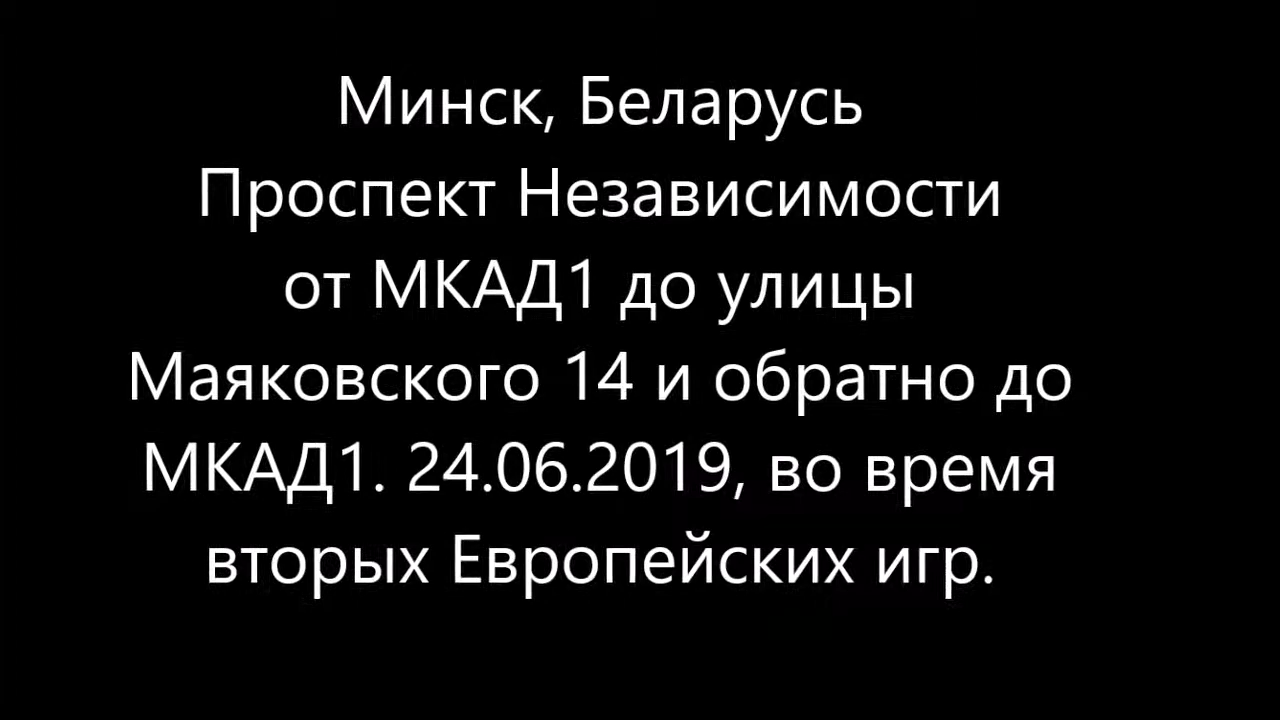 Минск, Беларусь
Проспект Независимости
от МКАД1 до улицы
Маяковского 14 и обратно до
МКАД1. 24.06.2019, во время
вторых Европейских игр.